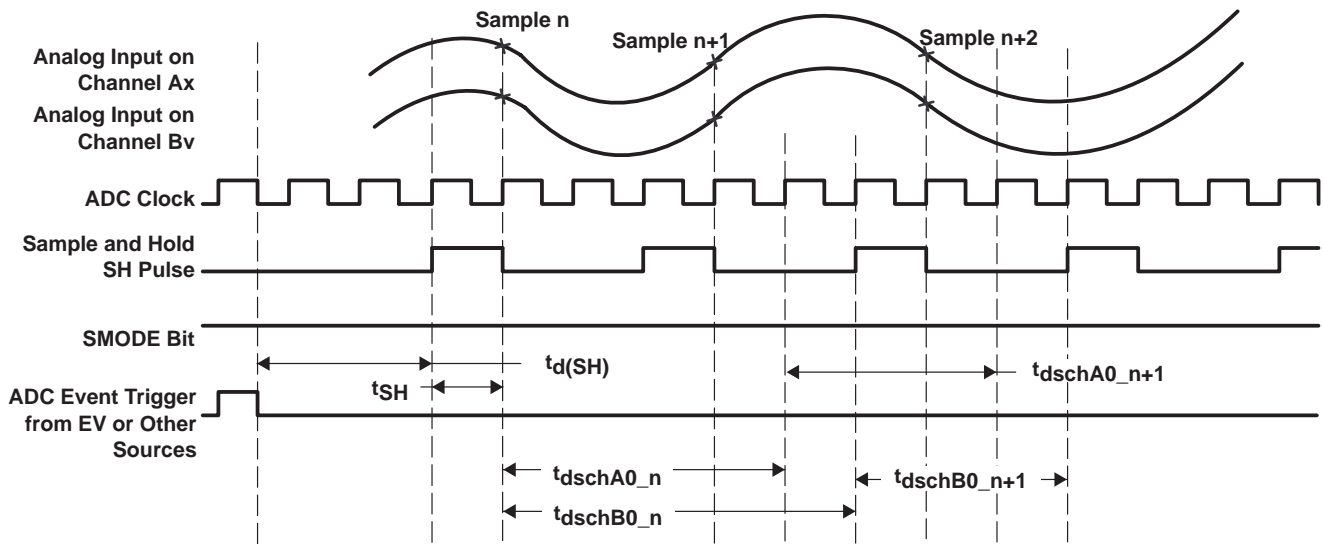 Sample n
Sample n+1
Sample n+2
Analog Input on
Channel Ax
Analog Input on
Channel Bv
ADC Clock
Sample and Hold
SH Pulse
SMODE Bit
td(SH)
tdschA0_n+1
tSH
ADC Event Trigger
from EV or Other
Sources
tdschA0_n
tdschB0_n+1
tdschB0_n